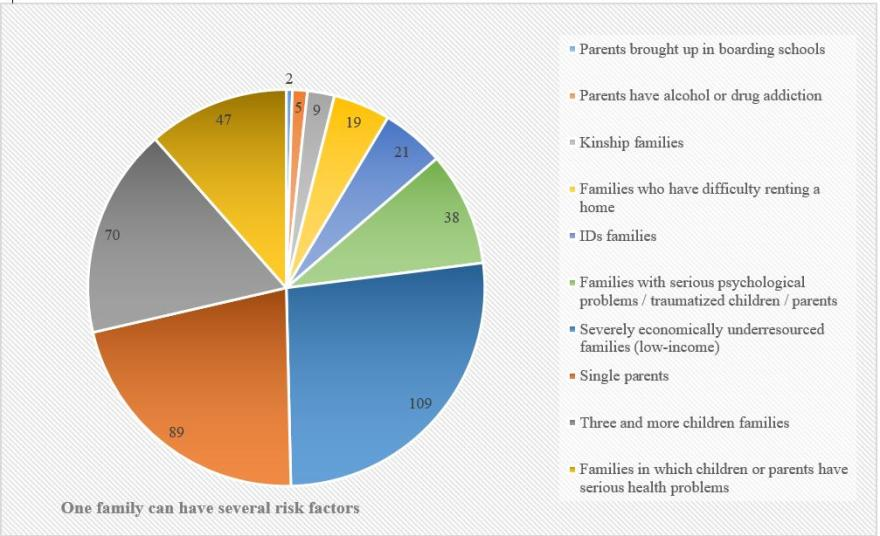 2
5
9
19
21
38
109
89
70
47
Parents brought up in boarding schools
Parents have alcohol or drug addiction
Kinship families
Families who have difficulty renting a
home
IDs families
Families with serious psychological
problems / traumatized children / parents
Severely economically underresourced
families (low-income)
Single parents
Three and more children families
Families in which children or parents have
serious health problems
One family can have several risk factors